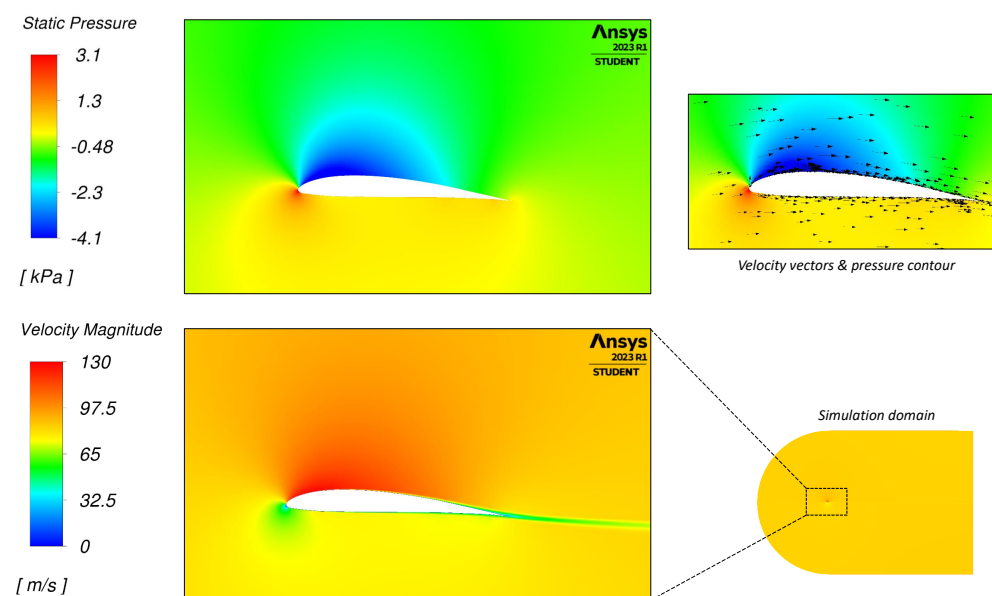 Static Pressure
3.1
1.3
-0.48
-2.3
-4.1
[ kPa ]
Ansys
2023 R1
STUDENT
Velocity vectors & pressure contour
Velocity Magnitude
130
97.5
65
32.5
0
[ m/s ]
Ansys
2023 R1
STUDENT
Simulation domain